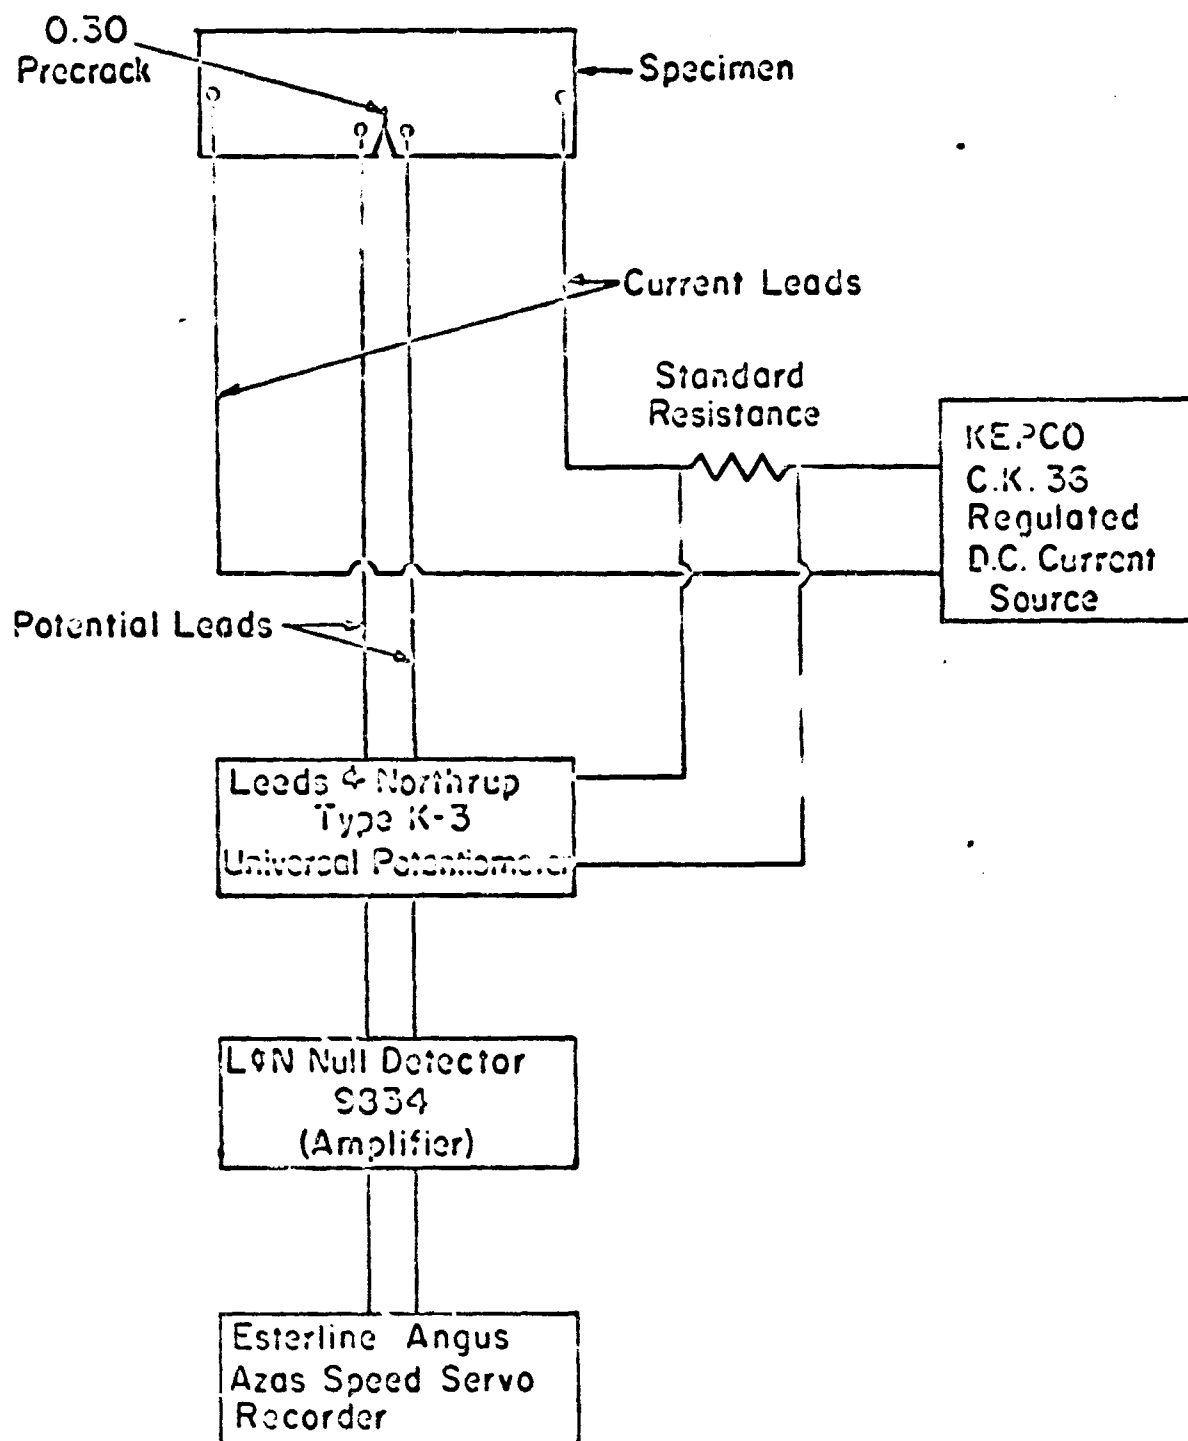 0.30
Precrack
Specimen
Current Leads
Standard
Resistance
KEPCO
C.K. 36
Regulated
D.C. Current
Source
Potential Leads
Leeds & Northrup
Type K-3
Universal Potentiometer
L&N Null Detector
9834
(Amplifier)
Esterline Angus
Azas Speed Servo
Recorder